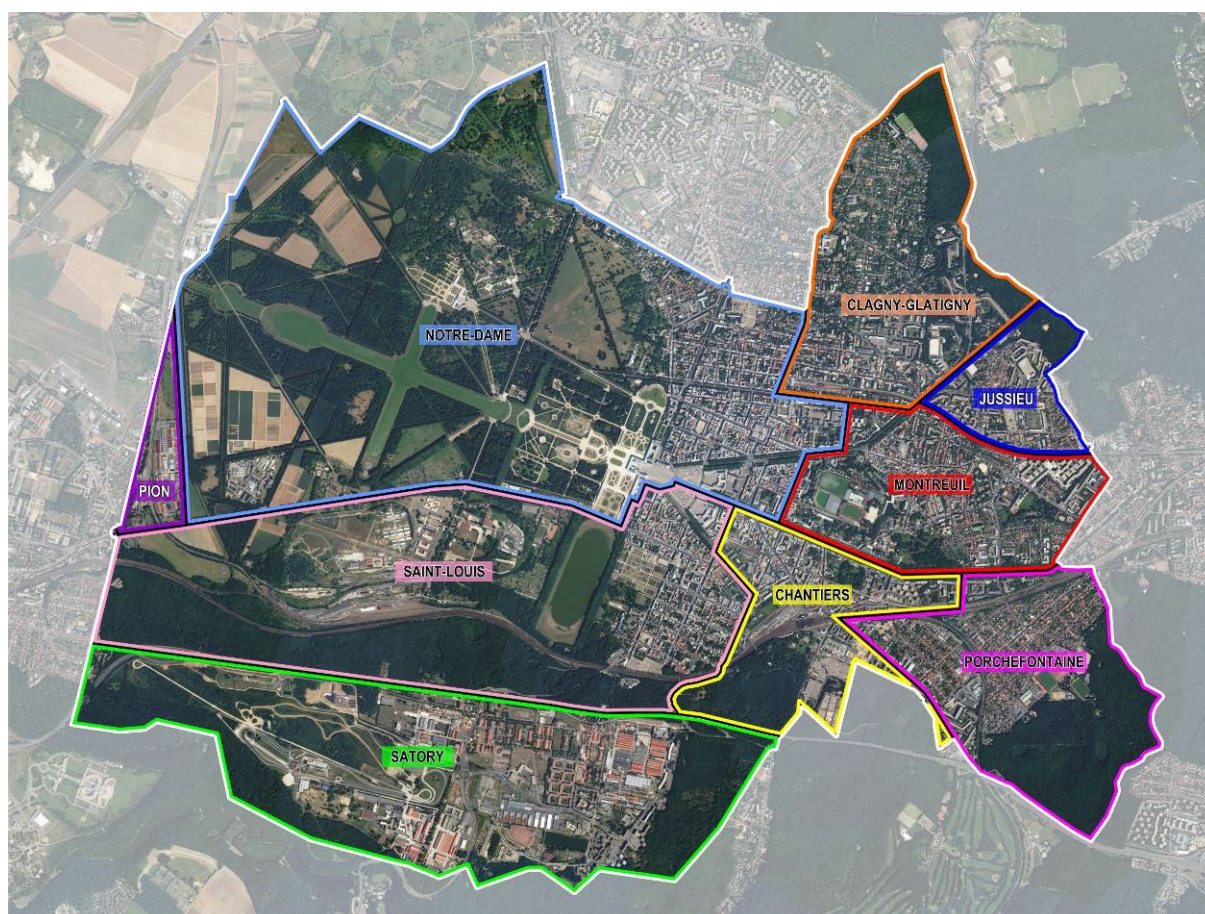 CLAGNY-GLATIGNY
NOTRE-DAME
JUSSIEU
MONTREUIL
PION
SAINT-LOUIS
CHANTIERS
PORCHEFONTAINE
SATORY